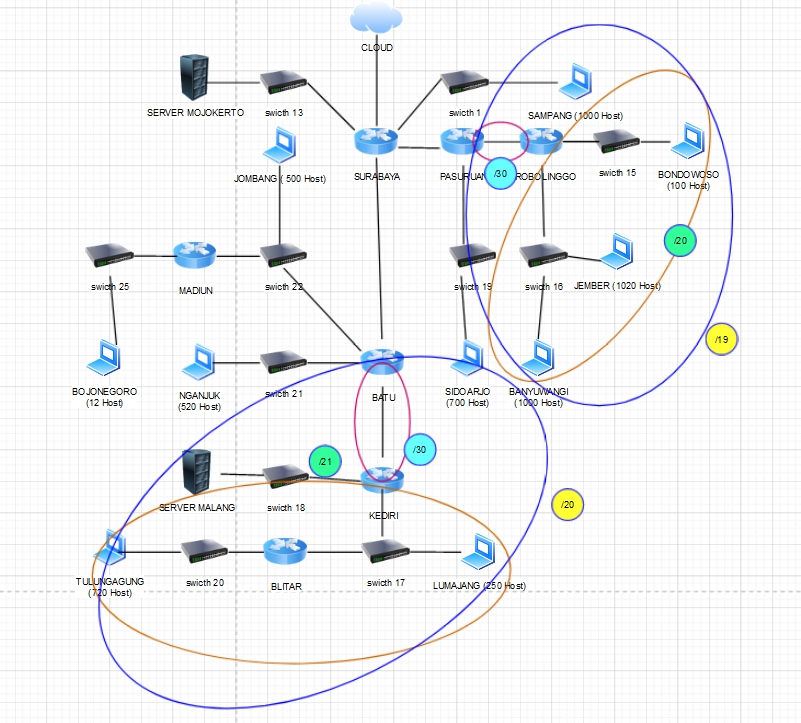 CLOUD
SERVER MOJOKERTO
swicth 13
swicth 1
SAMPANG (1000 Host)
JOMBANG ( 500 Host)
SURABAYA
PASURUAN
/30
ROBOLINGGO
swicth 15
BONDOWOSO
(100 Host)
/20
swicth 25
MADIUN
swicth 22
swicth 19
swicth 16
JEMBER (1020 Host)
/19
BOJONEGORO
(12 Host)
NGANJUK
(520 Host)
swicth 21
BATU
SIDOARJO
(700 Host)
BANYUWANGI
(1000 Host)
/21
/30
SERVER MALANG
swicth 18
KEDIRI
/20
TULUNGAGUNG
(720 Host)
swicth 20
BLITAR
swicth 17
LUMAJANG (250 Host)